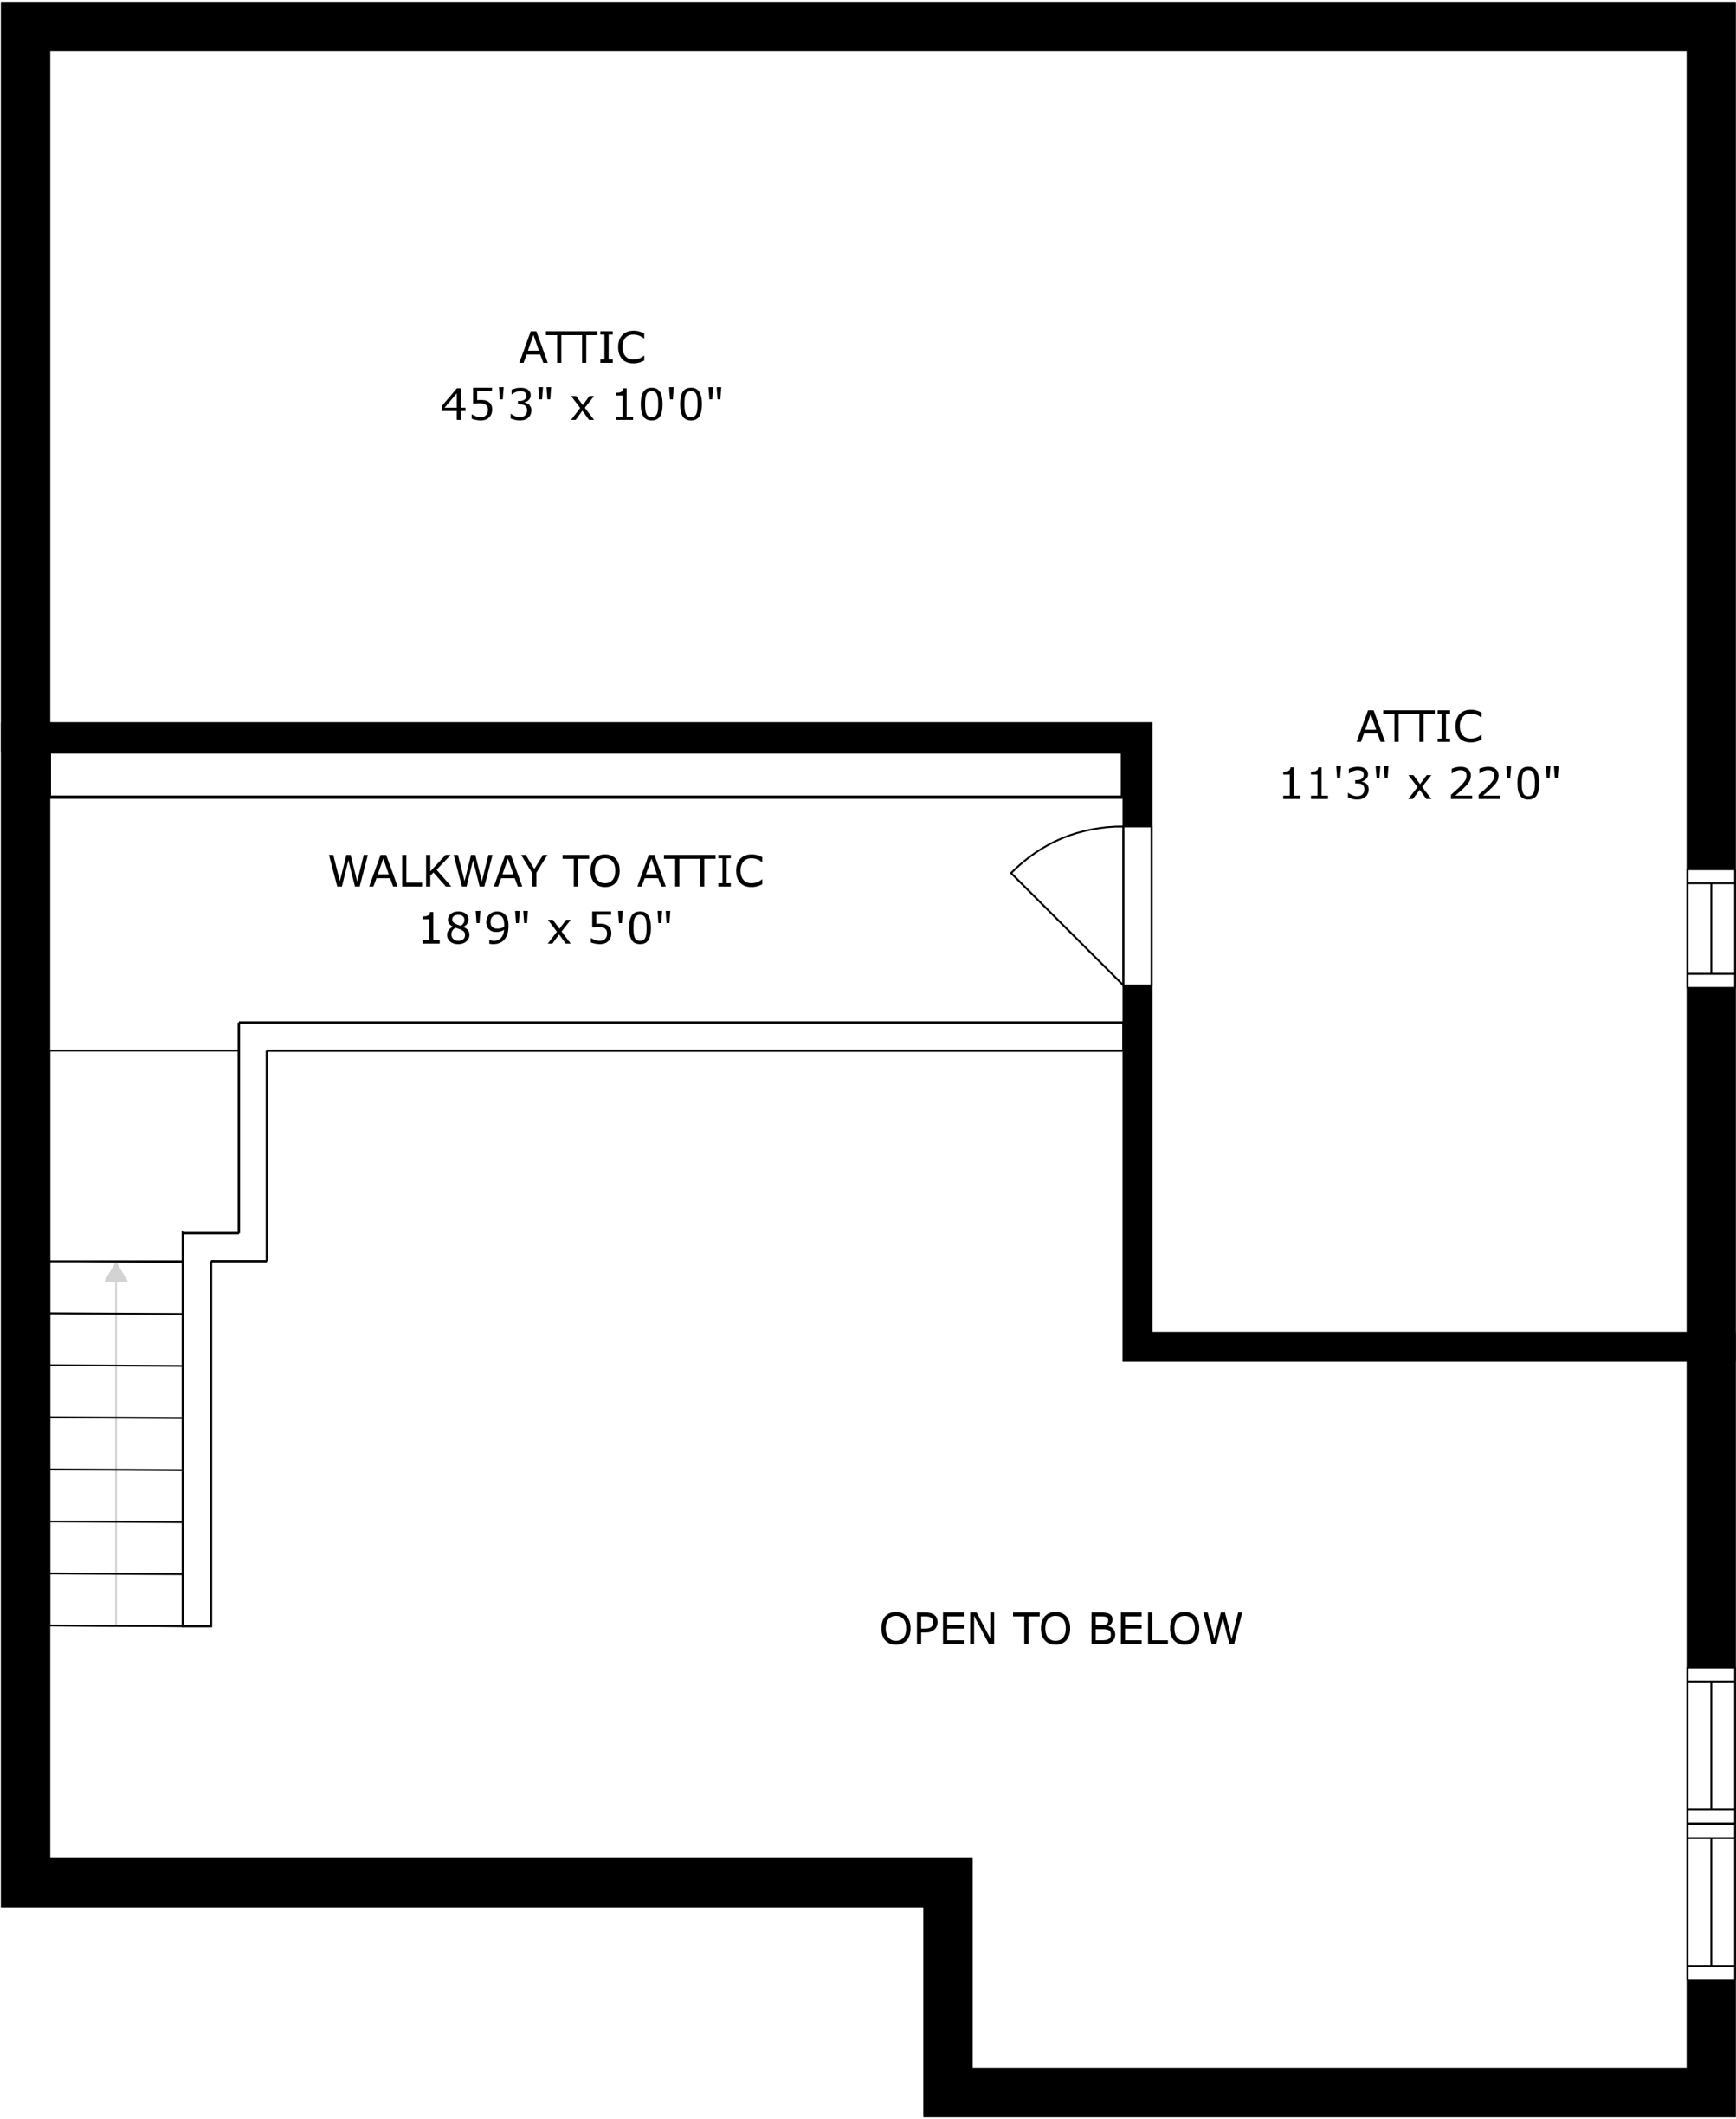 ATTIC
45'3" x 10'0"
ATTIC
11'3" x 22'0"
WALKWAY TO ATTIC
18'9" x 5'0"
OPEN TO BELOW